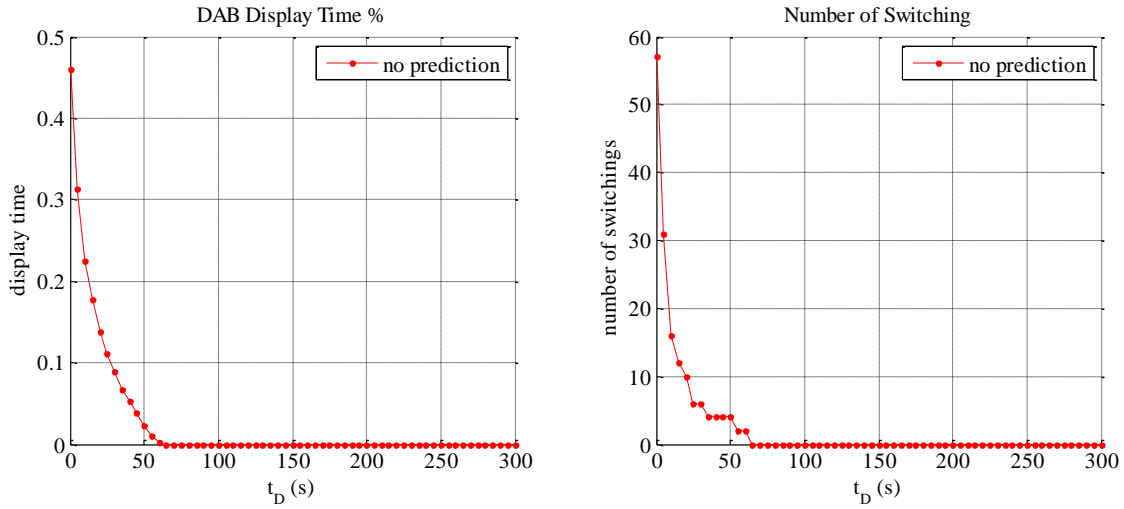 DAB Display Time %
0.5
0.4
0.3
0.2
0.1
0
display time
no prediction
0 50 100 150 200 250 300
t_D (s)
Number of Switching
60
50
40
30
20
10
0
number of switchings
no prediction
0 50 100 150 200 250 300
t_D (s)